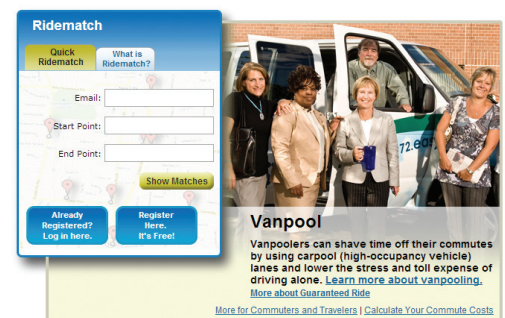 Ridematch
Quick
Ridematch
What is
Ridematch?
Email:
Start Point:
End Point:
Show Matches
Already
Registered?
Log in here.
Register
Here.
It's Free!
72.eas
Vanpool
Vanpoolers can shave time off their commutes
by using carpool (high-occupancy vehicle)
lanes and lower the stress and toll expense of
driving alone. Learn more about vanpooling.
More about Guaranteed Ride
More for Commuters and Travelers | Calculate Your Commute Costs